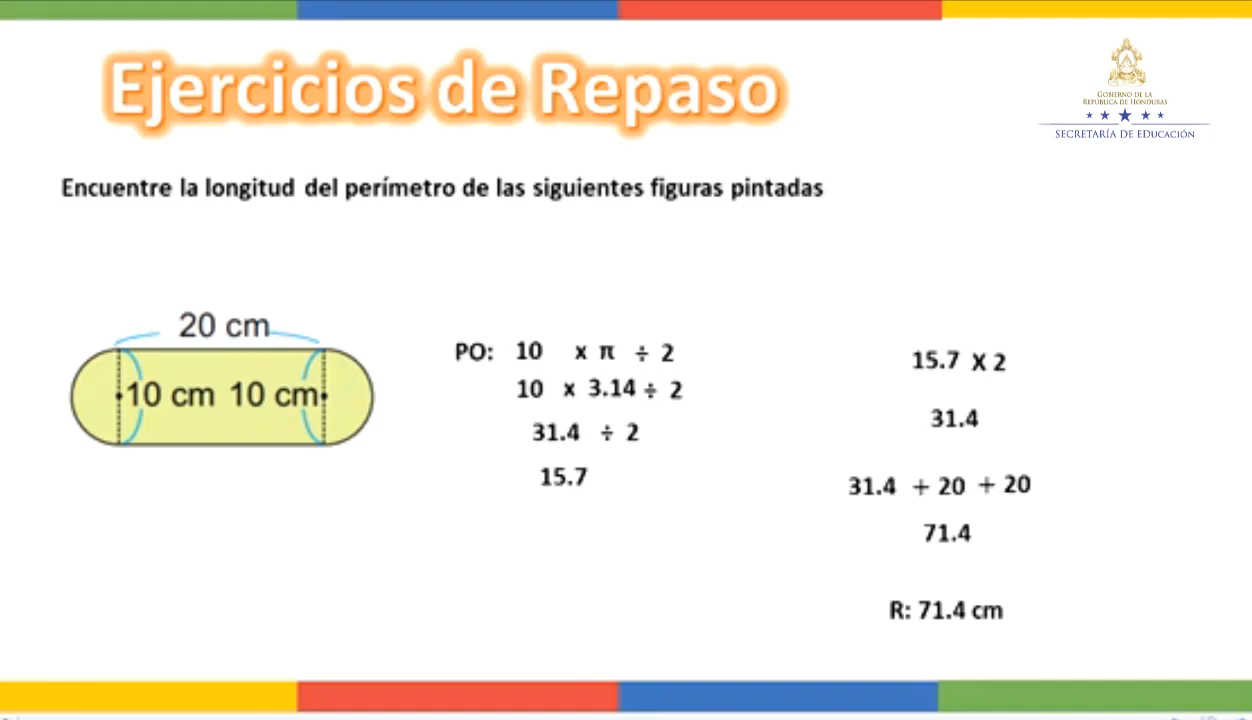 Ejercicios de Repaso
GOBIERNO DE LA
REPÚBLICA DE HONDURAS
SECRETARÍA DE EDUCACIÓN
Encuentre la longitud del perímetro de las siguientes figuras pintadas
20 cm
10 cm 10 cm
PO: 10 x π ÷ 2
10 x 3.14 ÷ 2
31.4 ÷ 2
15.7
15.7 X 2
31.4
31.4 + 20 + 20
71.4
R: 71.4 cm